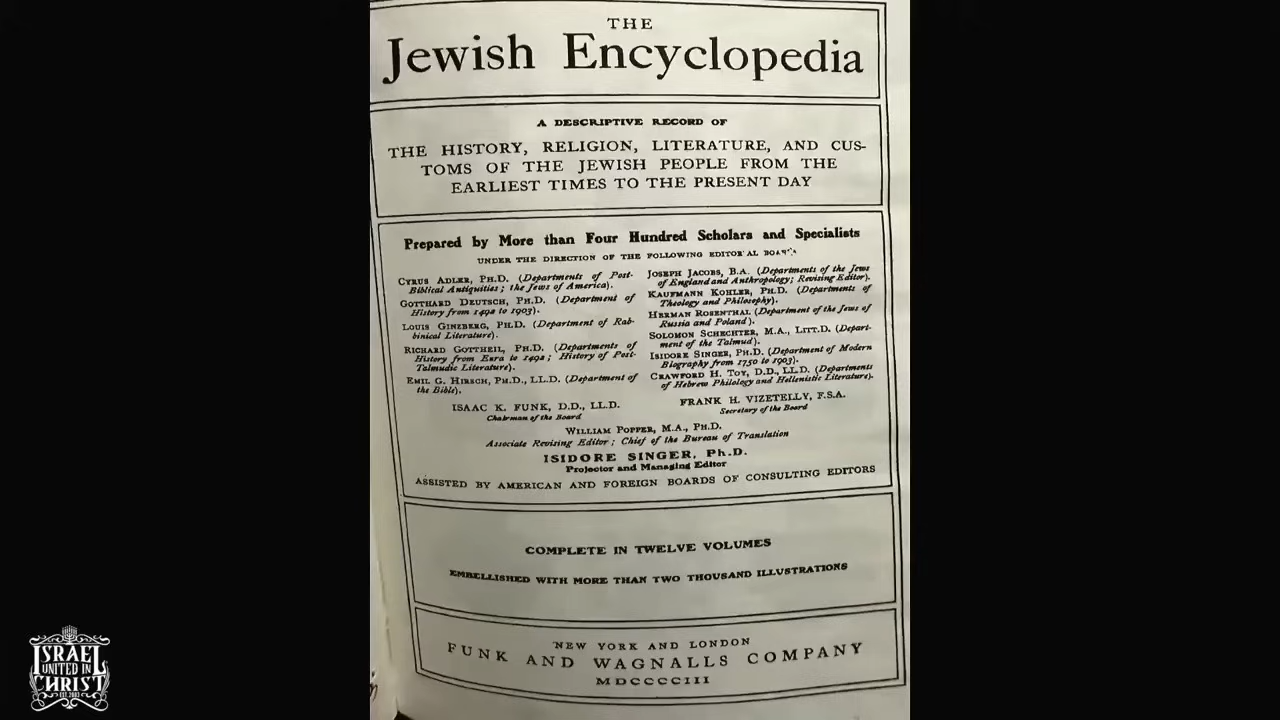 THE
Jewish Encyclopedia
A DESCRIPTIVE RECORD OF
THE HISTORY, RELIGION, LITERATURE, AND CUS-
TOMS OF THE JEWISH PEOPLE FROM THE
EARLIEST TIMES TO THE PRESENT DAY
Prepared by More than Four Hundred Scholars and Specialists
UNDER THE DIRECTION OF THE FOLLOWING EDITORIAL BOARD
CYRUS ADLER, PH.D. (Departments of Post-
Biblical Antiquities; the Jews of America).
GOTTHARD DEUTSCH, PH.D. (Department of
History from 1492 to 1903).
LOUIS GINZBERG, PH.D. (Department of Rab-
binical Literature).
RICHARD GOTTHEIL, PH.D. (Departments of
History from Ezra to 1492; History of Post-
Talmudic Literature).
EMIL G. HIRSCH, PH.D., LL.D. (Department of
the Bible).
JOSEPH JACOBS, B.A. (Departments of the Jews
of England and Anthropology; Revising Editor).
KAUFMANN KOHLER, PH.D. (Departments of
Theology and Philosophy).
HERMAN ROSENTHAL (Department of the Jews of
Russia and Poland).
SOLOMON SCHECHTER, M.A., LITT.D. (Depart-
ment of the Talmud).
ISIDORE SINGER, PH.D. (Department of Modern
Biography from 1750 to 1903).
CRAWFORD H. TOY, D.D., LL.D. (Departments
of Hebrew Philology and Hellenistic Literature).
ISAAC K. FUNK, D.D., LL.D.
Chairman of the Board
FRANK H. VIZETELLY, F.S.A.
Secretary of the Board
WILLIAM POPPER, M.A., PH.D.
Associate Revising Editor; Chief of the Bureau of Translation
ISIDORE SINGER, Ph.D.
Projector and Managing Editor
ASSISTED BY AMERICAN AND FOREIGN BOARDS OF CONSULTING EDITORS
COMPLETE IN TWELVE VOLUMES
EMBELLISHED WITH MORE THAN TWO THOUSAND ILLUSTRATIONS
NEW YORK AND LONDON
FUNK AND WAGNALLS COMPANY
MDCCCCIII
ISRAEL
UNITED IN
CHRIST
EST. 2003